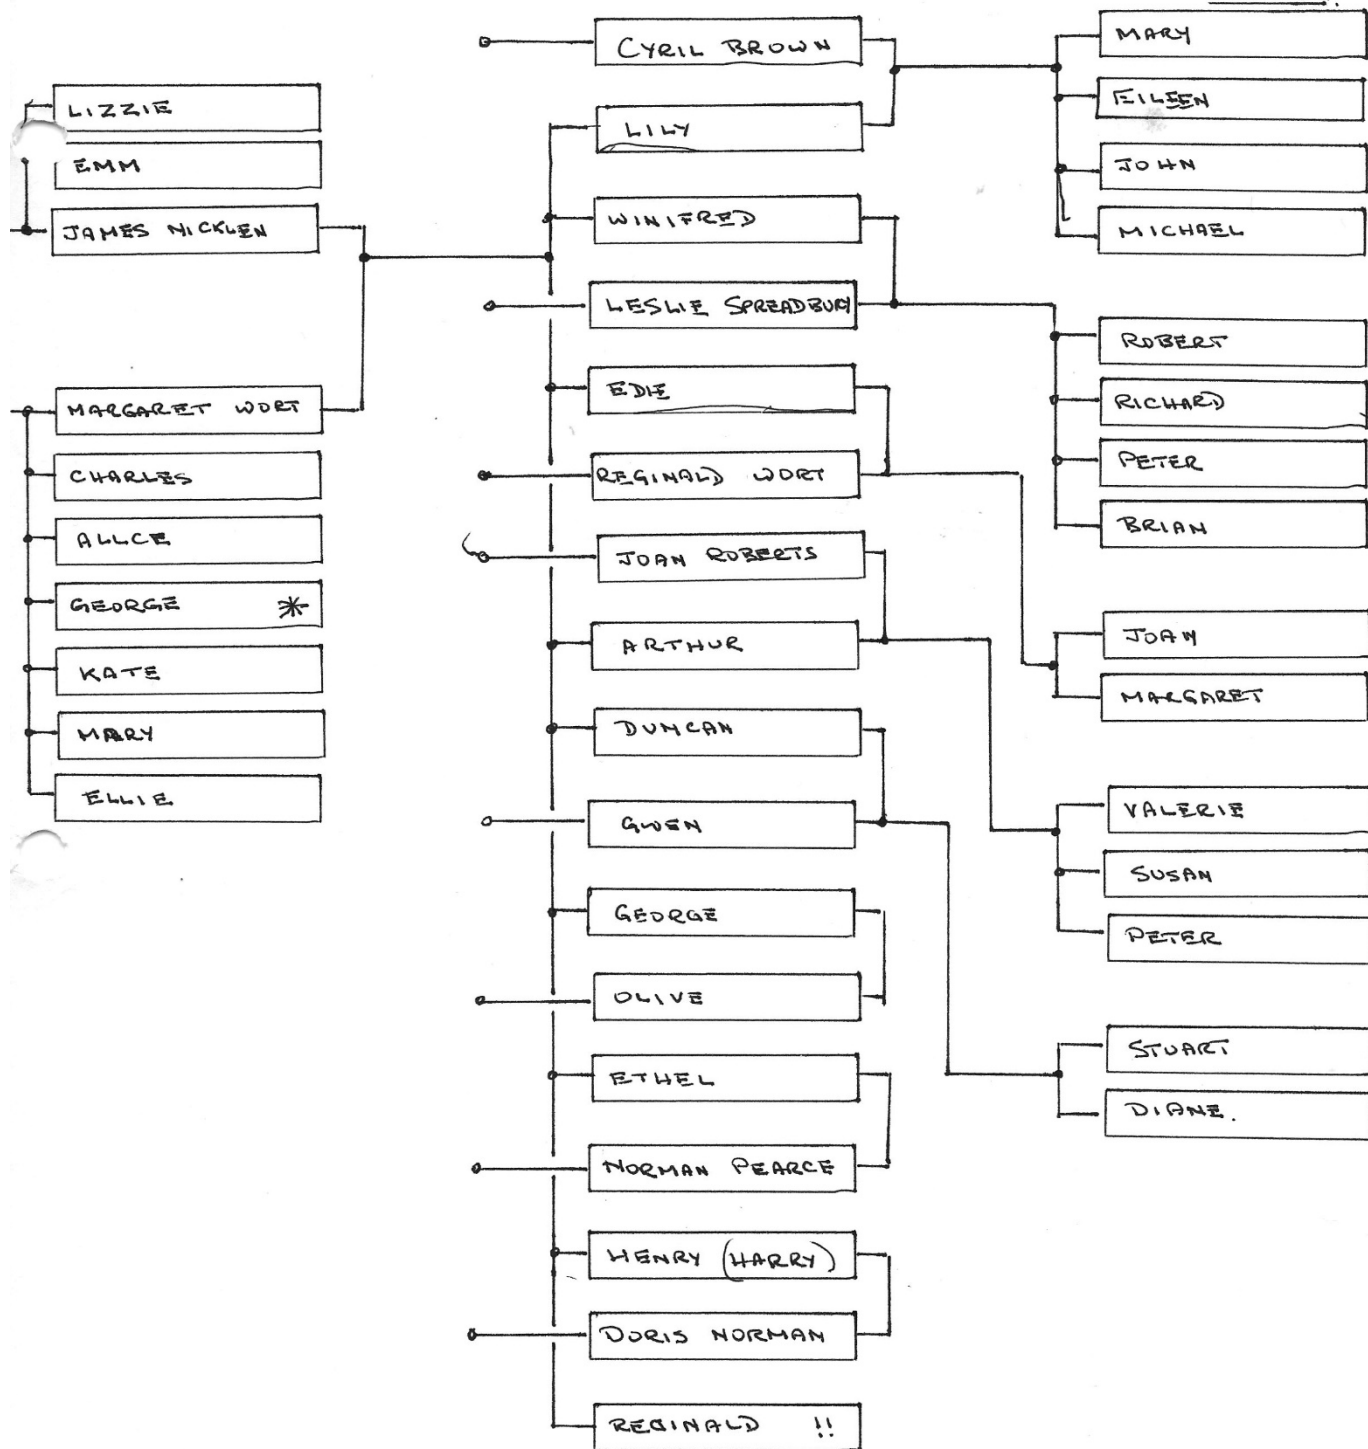 LIZZIE
EMM
JAMES NICKLEN
MARGARET WORT
CHARLES
ALLCE
GEORGE *
KATE
MARY
ELLIE
CYRIL BROWN
LILY
WINIFRED
LESLIE SPREADBURY
EDIE
REGINALD WORT
JOAN ROBERTS
ARTHUR
DUNCAN
GWEN
GEORGE
OLIVE
ETHEL
NORMAN PEARCE
HENRY (HARRY)
DORIS NORMAN
REGINALD !!
MARY
EILEEN
JOHN
MICHAEL
ROBERT
RICHARD
PETER
BRIAN
JOAN
MARGARET
VALERIE
SUSAN
PETER
STUART
DIANE.